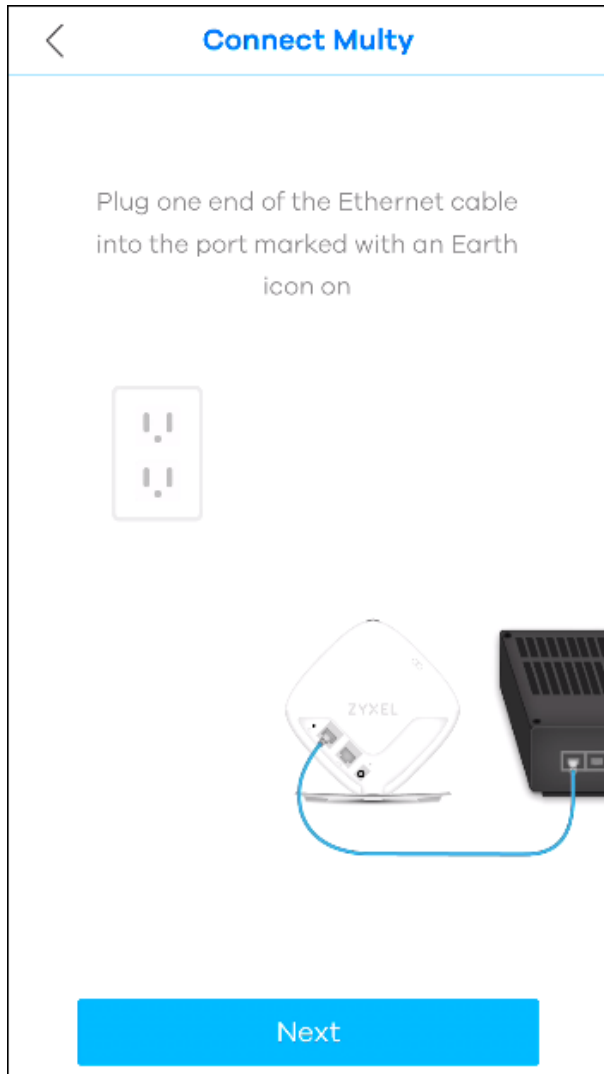 Connect Multy
Plug one end of the Ethernet cable
into the port marked with an Earth
icon on
ZYXEL
Next